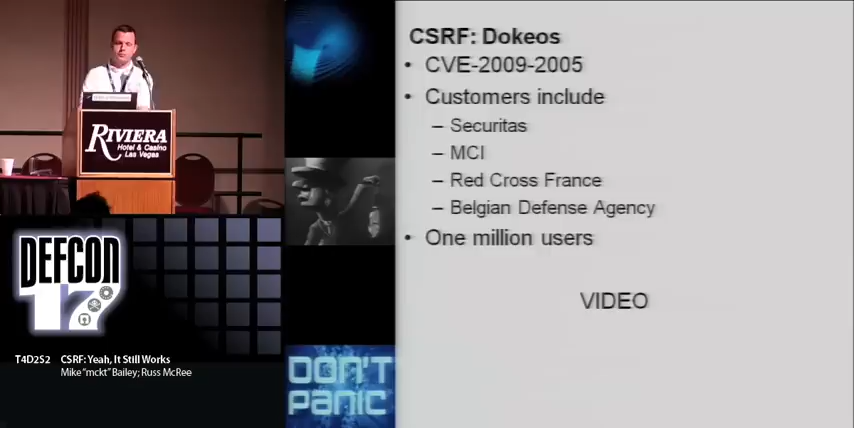 RIVIERA
Hotel & Casino
Las Vegas
DEFCON
17
T4D2S2 CSRF: Yeah, It Still Works
Mike "mckt" Bailey; Russ McRee
DON'T
PANIC
CSRF: Dokeos
• CVE-2009-2005
• Customers include
– Securitas
– MCI
– Red Cross France
– Belgian Defense Agency
• One million users
VIDEO